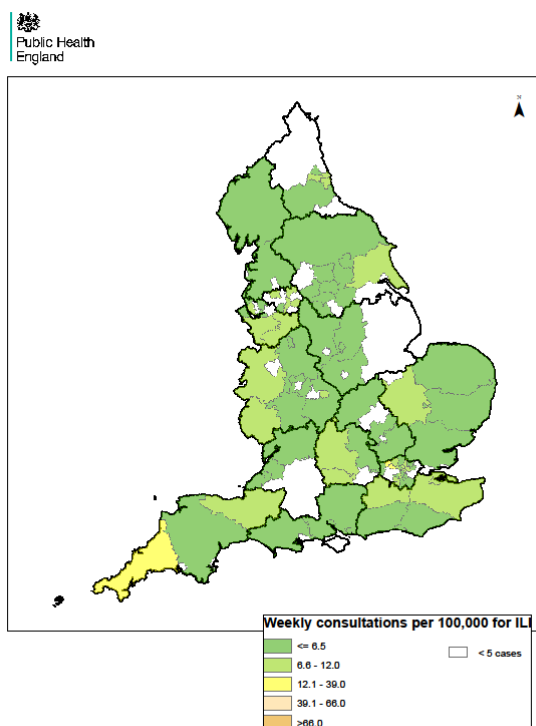 Public Health
England
N
Weekly consultations per 100,000 for ILI
<= 6.5
6.6 - 12.0
12.1 - 39.0
39.1 - 66.0
>66.0
< 5 cases